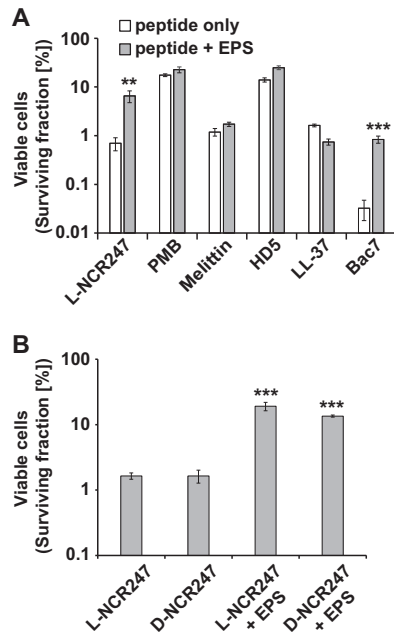 A
peptide only
peptide + EPS
Viable cells
(Surviving fraction [%])
100
10
1
0.1
0.01
**
***
L-NCR247
PMB
Melittin
HD5
LL-37
Bac7
B
Viable cells
(Surviving fraction [%])
100
10
1
0.1
***
***
L-NCR247
D-NCR247
L-NCR247
+ EPS
D-NCR247
+ EPS